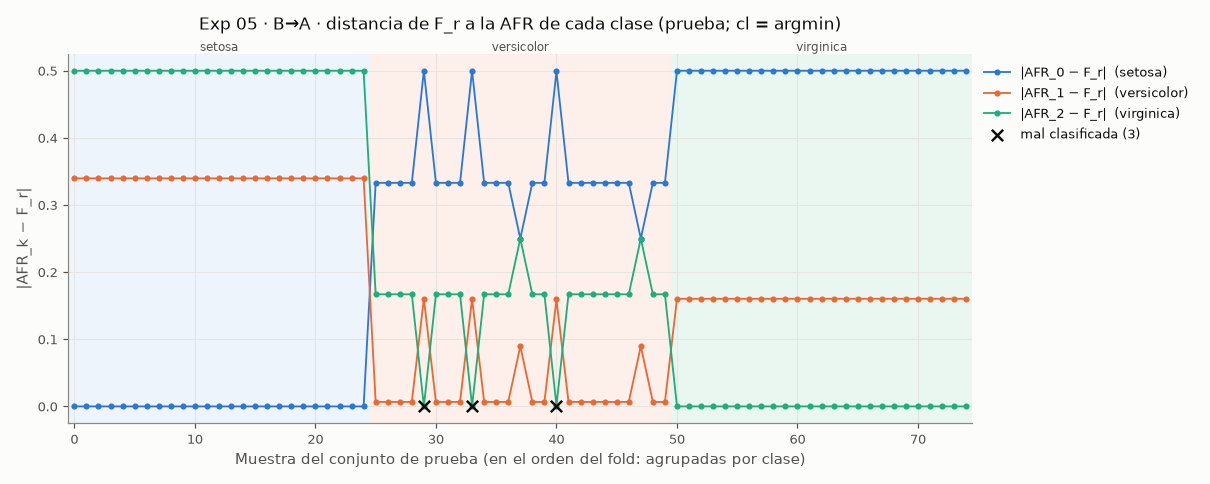 Exp 05 · B→A · distancia de F_r a la AFR de cada clase (prueba; cl = argmin)
setosa versicolor virginica
|AFR_0 − F_r| (setosa)
|AFR_1 − F_r| (versicolor)
|AFR_2 − F_r| (virginica)
mal clasificada (3)
|AFR_k − F_r|
0.5
0.4
0.3
0.2
0.1
0.0
0 10 20 30 40 50 60 70
Muestra del conjunto de prueba (en el orden del fold: agrupadas por clase)